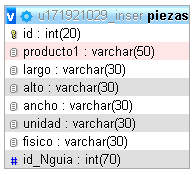 v u171921029_inser piezas
id : int(20)
producto1 : varchar(50)
largo : varchar(30)
alto : varchar(30)
ancho : varchar(30)
unidad : varchar(30)
fisico : varchar(30)
# id_Nguia : int(70)